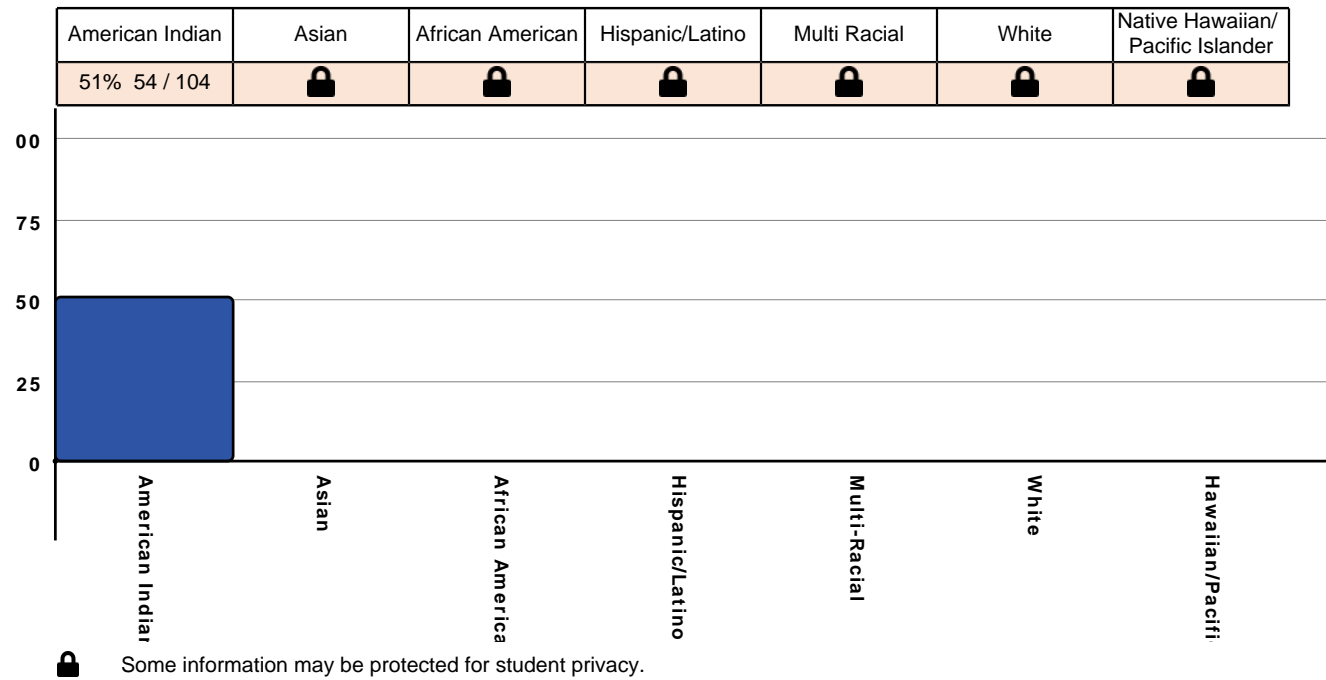 American Indian Asian African American Hispanic/Latino Multi Racial White Native Hawaiian/
Pacific Islander
51% 54 / 104
00
75
50
25
0
American Indian
Asian
African America
Hispanic/Latino
Multi-Racial
White
Hawaiian/Pacifi
Some information may be protected for student privacy.